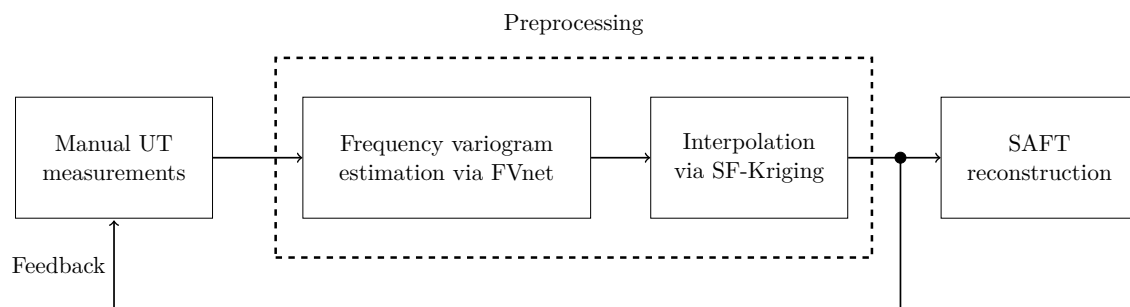 Preprocessing
Manual UT
measurements
Frequency variogram
estimation via FVnet
Interpolation
via SF-Kriging
SAFT
reconstruction
Feedback